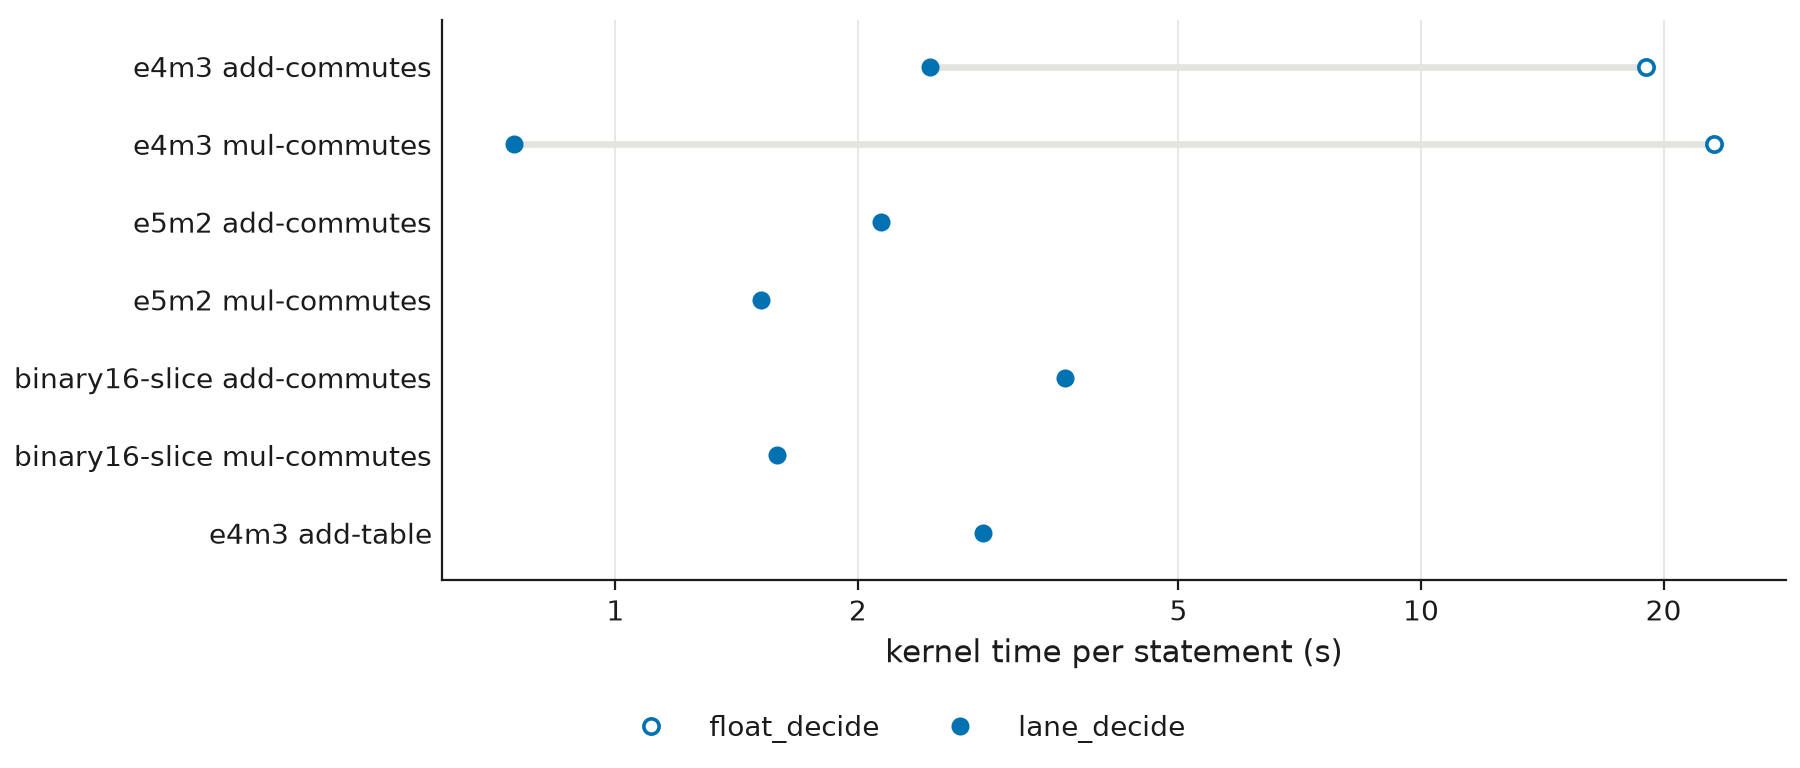 e4m3 add-commutes
e4m3 mul-commutes
e5m2 add-commutes
e5m2 mul-commutes
binary16-slice add-commutes
binary16-slice mul-commutes
e4m3 add-table
1 2 5 10 20
kernel time per statement (s)
float_decide lane_decide